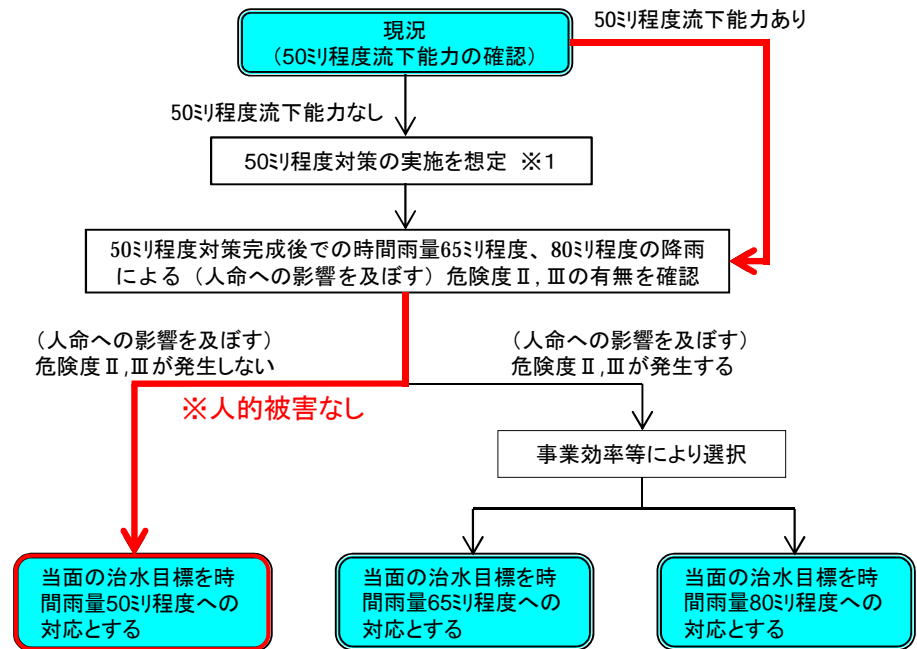 現況
(50ミリ程度流下能力の確認)
50ミリ程度流下能力あり
50ミリ程度流下能力なし
50ミリ程度対策の実施を想定 ※1
50ミリ程度対策完成後での時間雨量65ミリ程度、80ミリ程度の降雨
による（人命への影響を及ぼす）危険度Ⅱ,Ⅲの有無を確認
（人命への影響を及ぼす）
危険度Ⅱ,Ⅲが発生しない
※人的被害なし
（人命への影響を及ぼす）
危険度Ⅱ,Ⅲが発生する
事業効率等により選択
当面の治水目標を時
間雨量50ミリ程度への
対応とする
当面の治水目標を時
間雨量65ミリ程度への
対応とする
当面の治水目標を時
間雨量80ミリ程度への
対応とする